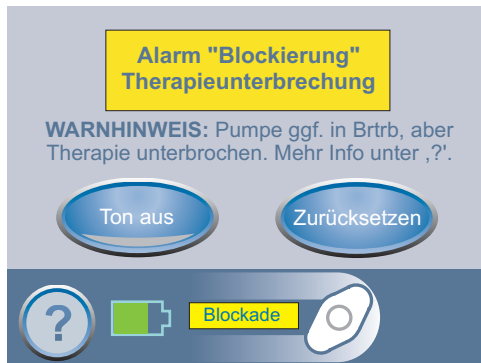 Alarm "Blockierung"
Therapieunterbrechung
WARNHINWEIS: Pumpe ggf. in Brtrb, aber
Therapie unterbrochen. Mehr Info unter ‚?'.
Ton aus
Zurücksetzen
?
Blockade